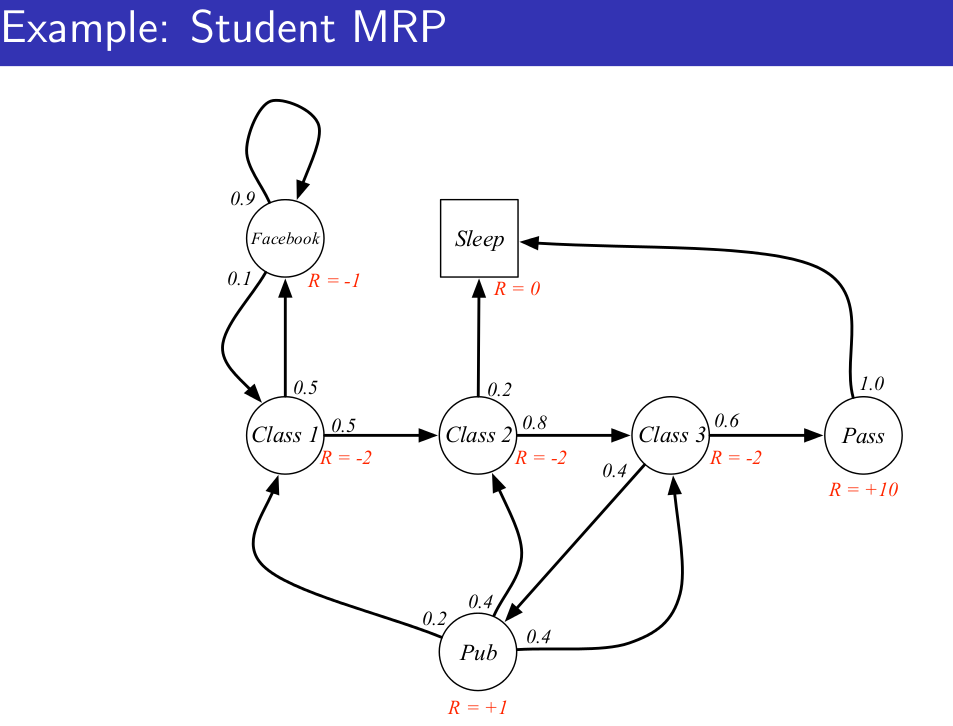 Example: Student MRP
0.9
Facebook
Sleep
0.1
R = -1
R = 0
0.5
0.2
1.0
Class 1
0.5
Class 2
0.8
Class 3
0.6
Pass
R = -2
R = -2
R = -2
0.4
R = +10
0.4
0.2
0.4
Pub
R = +1